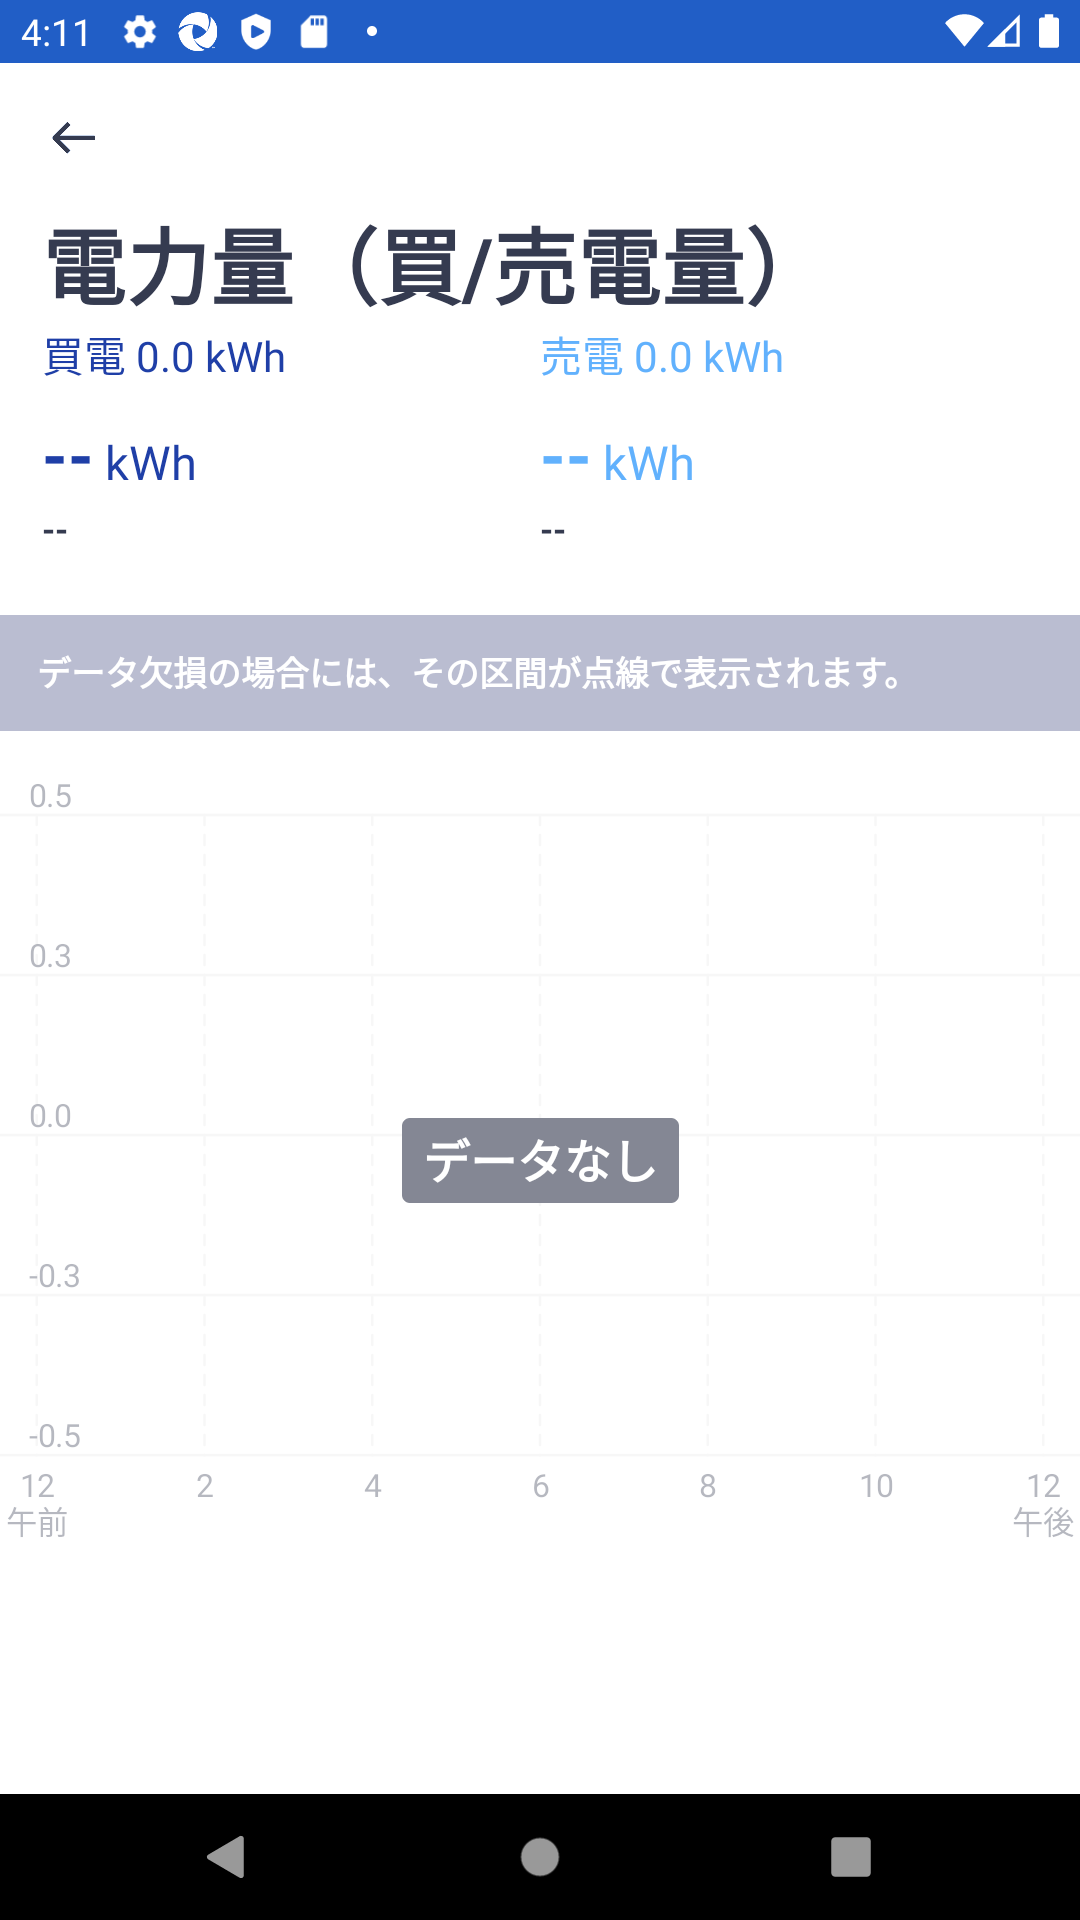 4:11
電力量（買/売電量）
買電 0.0 kWh
売電 0.0 kWh
-- kWh
-- kWh
--
--
データ欠損の場合には、その区間が点線で表示されます。
0.5
0.3
0.0
データなし
-0.3
-0.5
12 2 4 6 8 10 12
午前 午後